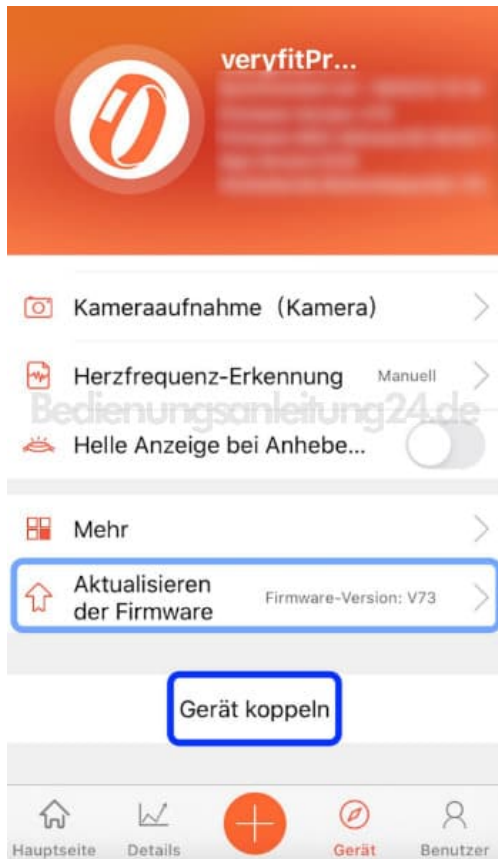 veryfitPr...
Kameraaufnahme (Kamera)
Herzfrequenz-Erkennung Manuell
Bedienungsanleitung24.de
Helle Anzeige bei Anhebe...
Mehr
Aktualisieren
der Firmware Firmware-Version: V73
Gerät koppeln
Hauptseite Details Gerät Benutzer